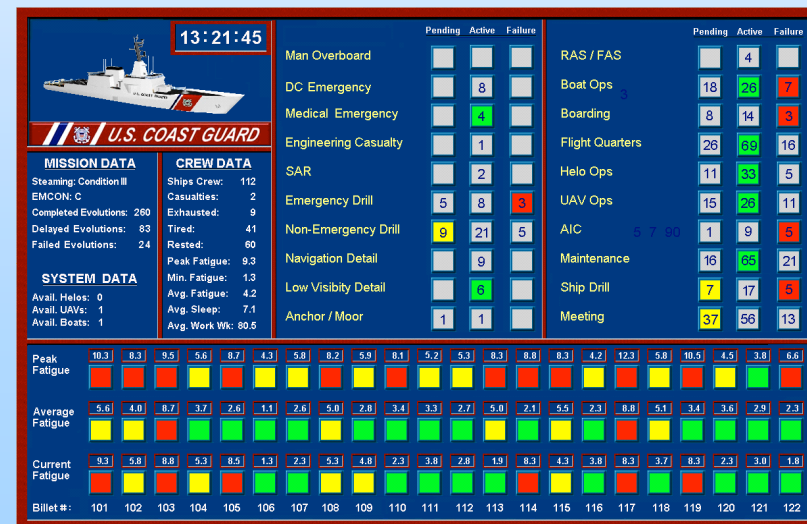 13:21:45
U.S. COAST GUARD
MISSION DATA
Steaming: Condition III
EMCON: C
Completed Evolutions: 260
Delayed Evolutions: 83
Failed Evolutions: 24
SYSTEM DATA
Avail. Helos: 0
Avail. UAVs: 1
Avail. Boats: 1
CREW DATA
Ships Crew: 112
Casualties: 2
Exhausted: 9
Tired: 41
Rested: 60
Peak Fatigue: 9.3
Min. Fatigue: 1.3
Avg. Fatigue: 4.2
Avg. Sleep: 7.1
Avg. Work Wk: 80.5
Pending Active Failure
Man Overboard
DC Emergency 8
Medical Emergency 4
Engineering Casualty 1
SAR 2
Emergency Drill 5 8 3
Non-Emergency Drill 9 21 5
Navigation Detail 9
Low Visibity Detail 6
Anchor / Moor 1 1
Pending Active Failure
RAS / FAS 4
Boat Ops 3 18 26 7
Boarding 8 14 3
Flight Quarters 26 69 16
Helo Ops 11 33 5
UAV Ops 15 26 11
AIC 5 7 90 1 9 5
Maintenance 16 65 21
Ship Drill 7 17 5
Meeting 37 56 13
Peak Fatigue 10.3 8.3 9.5 5.6 8.7 4.3 5.8 8.2 5.9 8.1 5.2 5.3 8.3 8.8 8.3 4.2 12.3 5.8 10.5 4.5 3.8 6.6
Average Fatigue 5.6 4.0 8.7 3.7 2.6 1.1 2.6 5.0 2.8 3.4 3.3 2.7 5.0 2.1 5.5 2.3 8.8 5.1 3.4 3.6 2.9 2.3
Current Fatigue 9.3 5.8 8.8 5.3 8.5 1.3 2.3 5.3 4.8 2.3 3.8 2.8 1.9 8.3 4.3 3.8 8.3 3.7 8.3 2.3 3.0 1.8
Billet #: 101 102 103 104 105 106 107 108 109 110 111 112 113 114 115 116 117 118 119 120 121 122